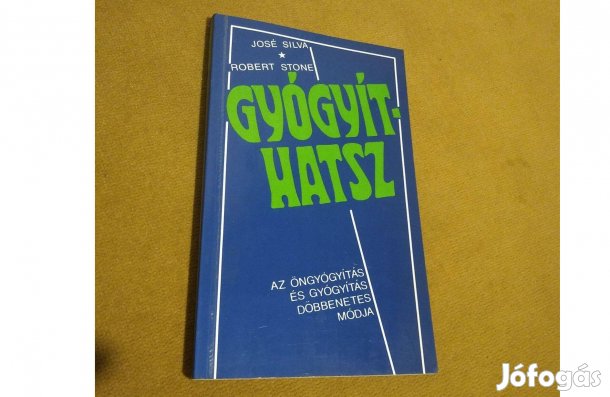 JOSÉ SILVA
★
ROBERT STONE
GYÓGYÍT-
HATSZ
AZ ÖNGYÓGYÍTÁS
ÉS GYÓGYÍTÁS
DÖBBENETES
MÓDJA
Jófogás